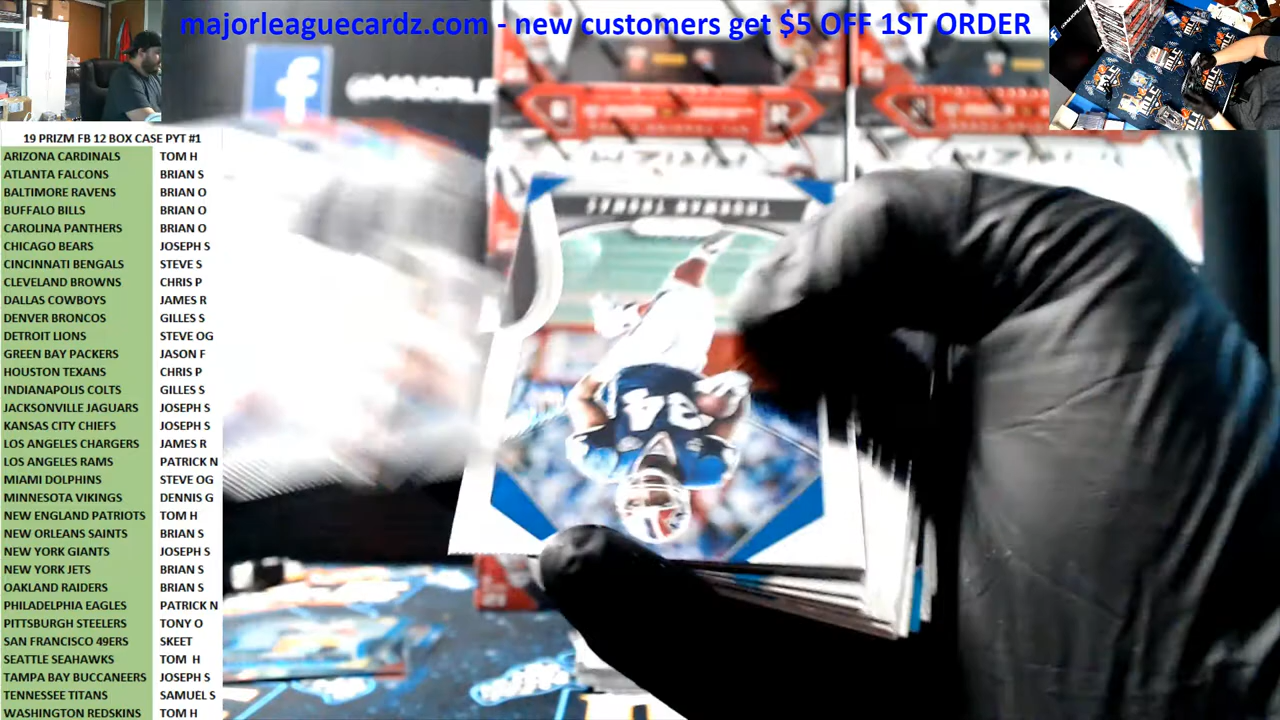 majorleaguecardz.com - new customers get $5 OFF 1ST ORDER
19 PRIZM FB 12 BOX CASE PYT #1
ARIZONA CARDINALS TOM H
ATLANTA FALCONS BRIAN S
BALTIMORE RAVENS BRIAN O
BUFFALO BILLS BRIAN O
CAROLINA PANTHERS BRIAN O
CHICAGO BEARS JOSEPH S
CINCINNATI BENGALS STEVE S
CLEVELAND BROWNS CHRIS P
DALLAS COWBOYS JAMES R
DENVER BRONCOS GILLES S
DETROIT LIONS STEVE OG
GREEN BAY PACKERS JASON F
HOUSTON TEXANS CHRIS P
INDIANAPOLIS COLTS GILLES S
JACKSONVILLE JAGUARS JOSEPH S
KANSAS CITY CHIEFS JOSEPH S
LOS ANGELES CHARGERS JAMES R
LOS ANGELES RAMS PATRICK N
MIAMI DOLPHINS STEVE OG
MINNESOTA VIKINGS DENNIS G
NEW ENGLAND PATRIOTS TOM H
NEW ORLEANS SAINTS BRIAN S
NEW YORK GIANTS JOSEPH S
NEW YORK JETS BRIAN S
OAKLAND RAIDERS BRIAN S
PHILADELPHIA EAGLES PATRICK N
PITTSBURGH STEELERS TONY O
SAN FRANCISCO 49ERS SKEET
SEATTLE SEAHAWKS TOM H
TAMPA BAY BUCCANEERS JOSEPH S
TENNESSEE TITANS SAMUEL S
WASHINGTON REDSKINS TOM H
f
THURMAN THOMAS
34
PRIZM
MLC